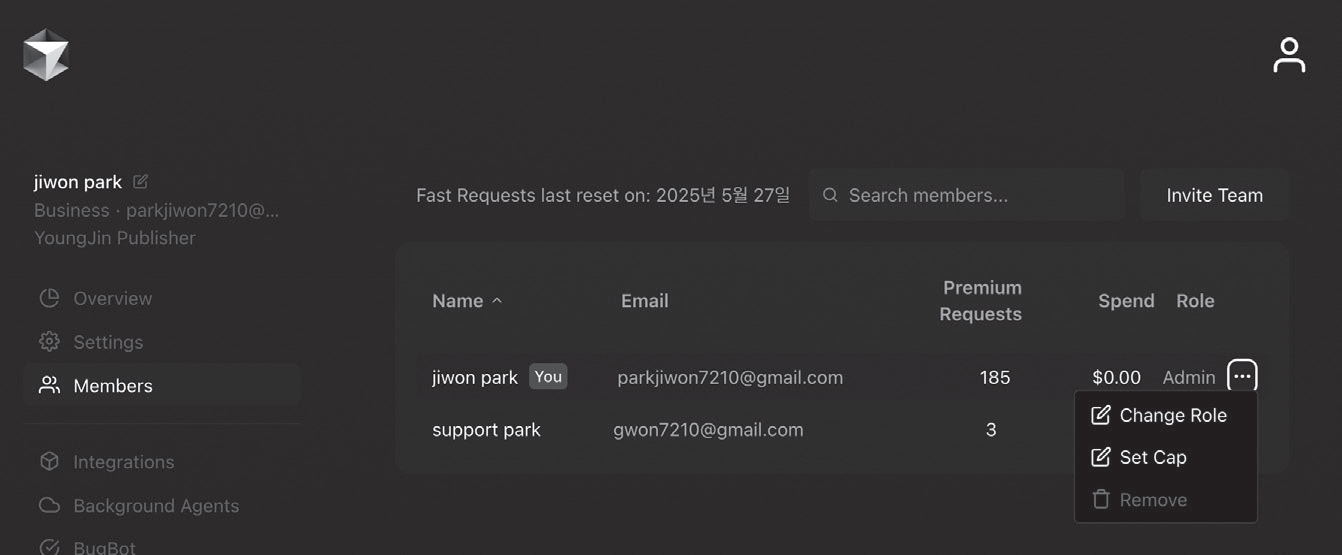 jiwon park
Business · parkjiwon7210@...
YoungJin Publisher
Overview
Settings
Members
Integrations
Background Agents
BugBot
Fast Requests last reset on: 2025년 5월 27일
Search members...
Invite Team
Name Email Premium Requests Spend Role
jiwon park You parkjiwon7210@gmail.com 185 $0.00 Admin
support park gwon7210@gmail.com 3
Change Role
Set Cap
Remove